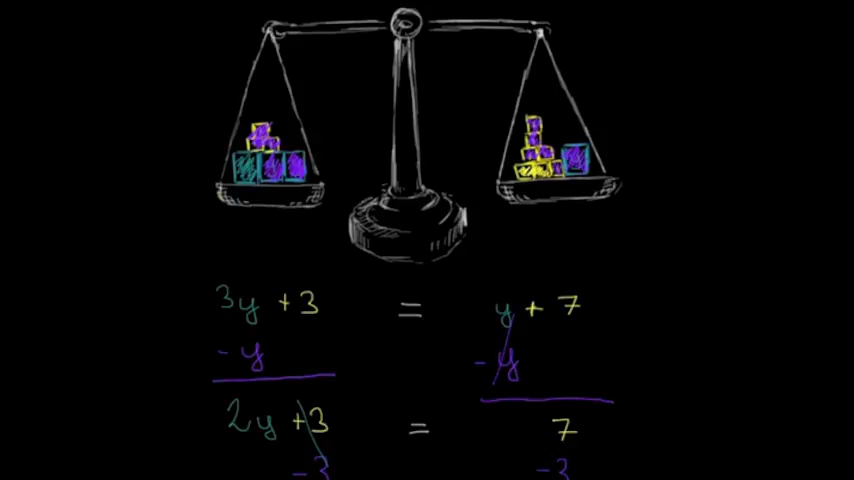 3y + 3 = y + 7
- y - y
2y + 3 = 7
- 3 - 3